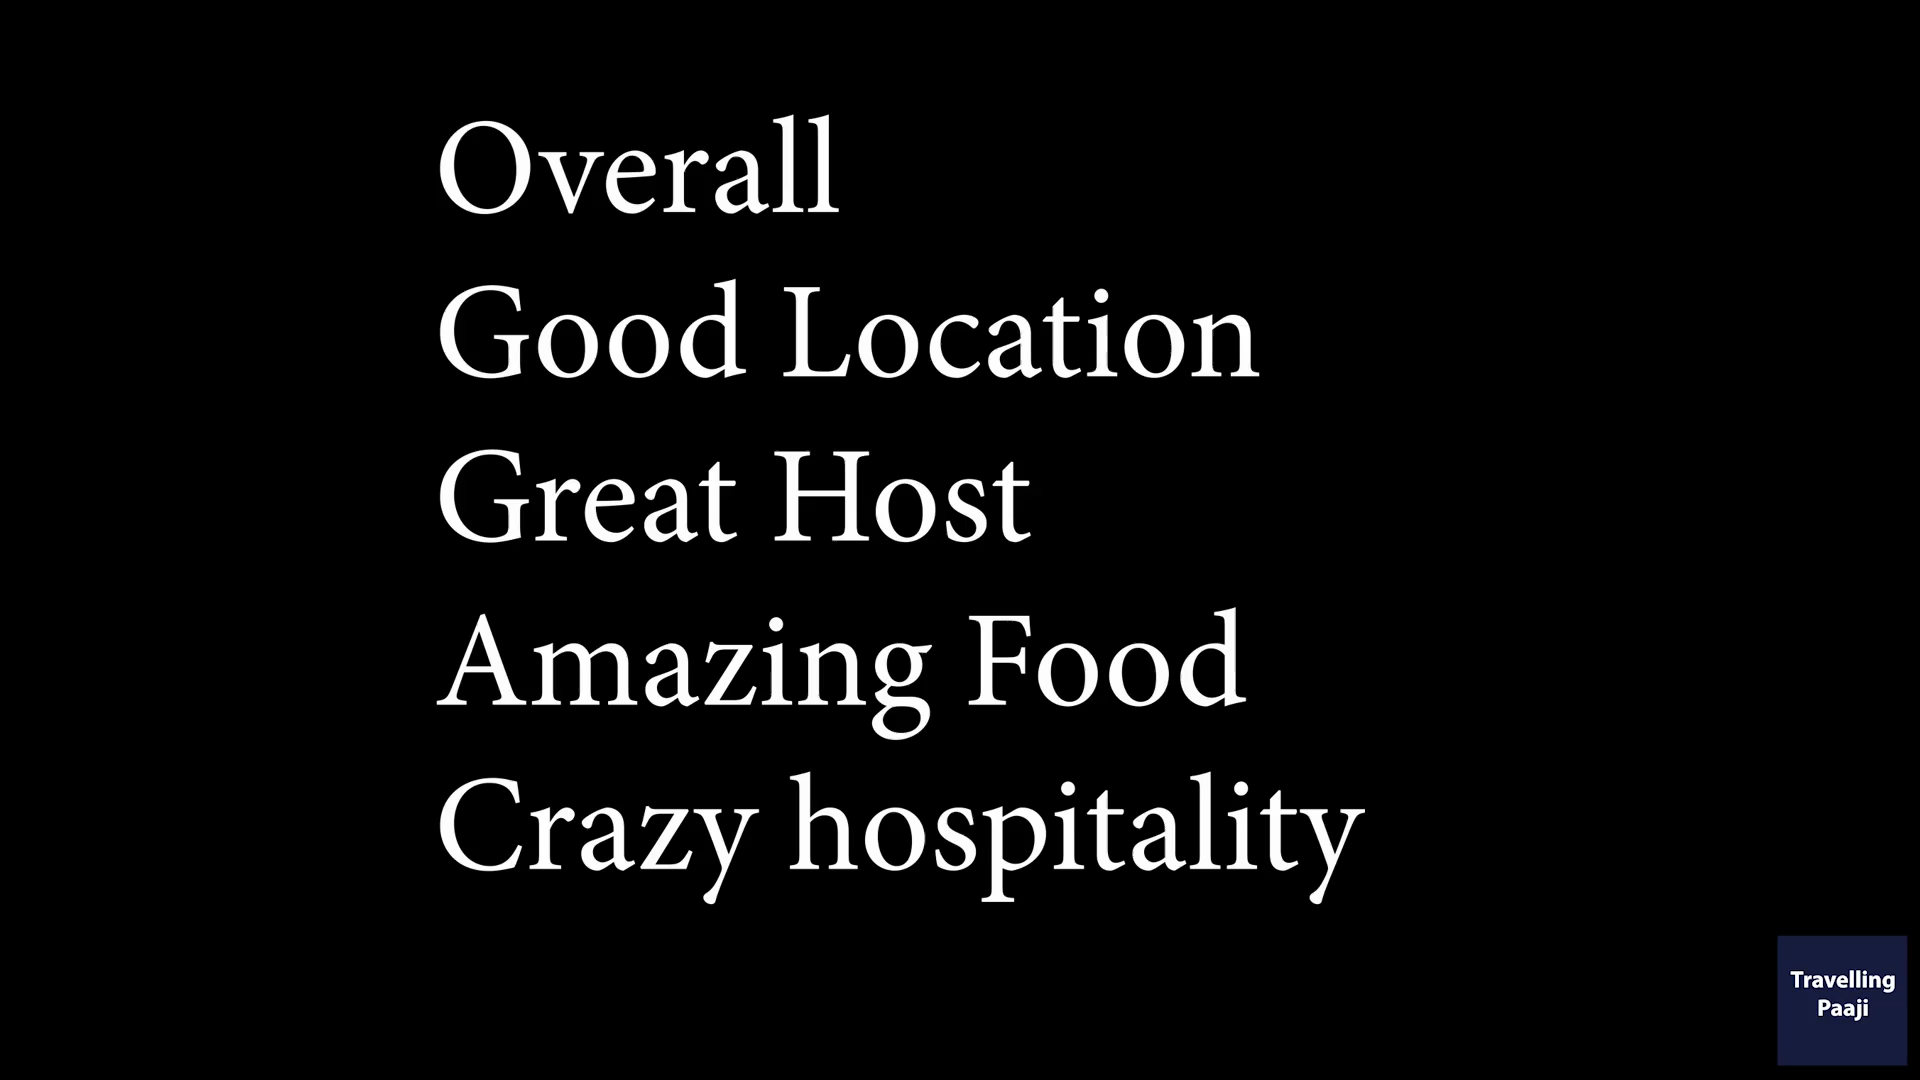 Overall
Good Location
Great Host
Amazing Food
Crazy hospitality
Travelling
Paaji